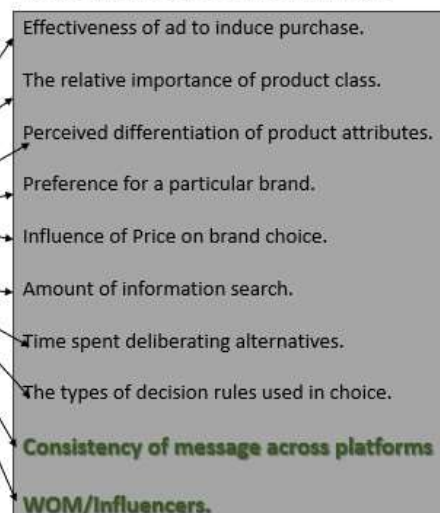 Effectiveness of ad to induce purchase.
The relative importance of product class.
Perceived differentiation of product attributes.
Preference for a particular brand.
Influence of Price on brand choice.
Amount of information search.
Time spent deliberating alternatives.
The types of decision rules used in choice.
Consistency of message across platforms
WOM/Influencers.